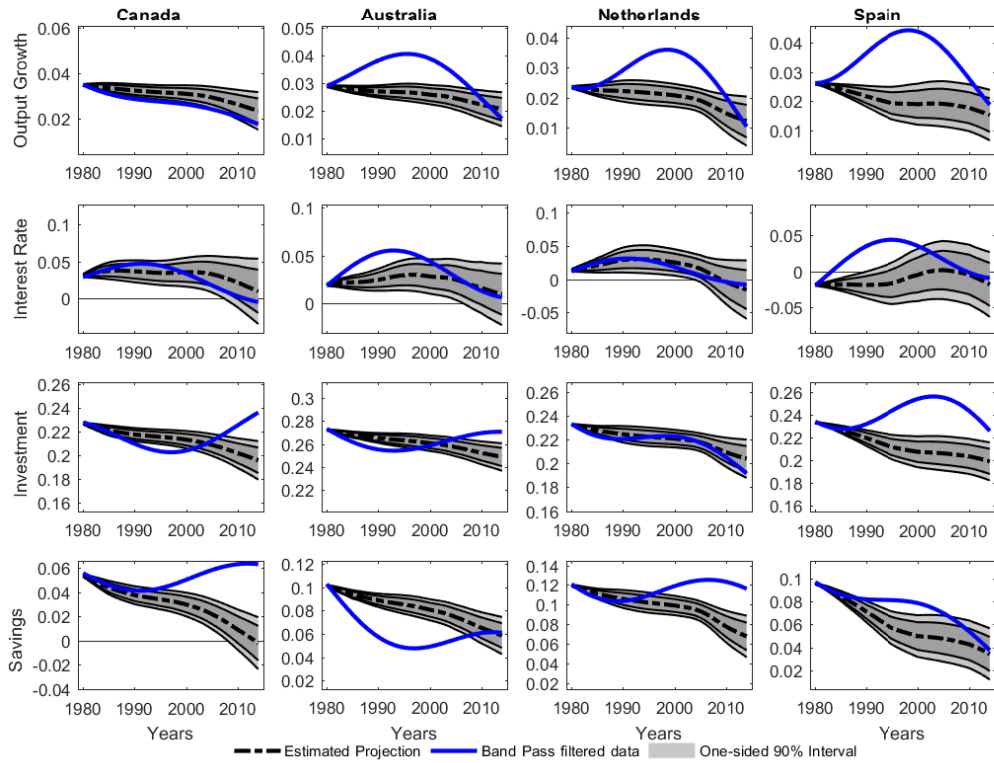 Canada Australia Netherlands Spain
Output Growth
0.06
0.04
0.02
1980 1990 2000 2010
0.05
0.04
0.03
0.02
0.01
1980 1990 2000 2010
0.04
0.03
0.02
0.01
1980 1990 2000 2010
0.04
0.03
0.02
0.01
1980 1990 2000 2010
Interest Rate
0.1
0.05
0
1980 1990 2000 2010
0.1
0.05
0
1980 1990 2000 2010
0.1
0.05
0
-0.05
1980 1990 2000 2010
0.05
0
-0.05
1980 1990 2000 2010
Investment
0.26
0.24
0.22
0.2
0.18
0.16
1980 1990 2000 2010
0.3
0.28
0.26
0.24
0.22
1980 1990 2000 2010
0.26
0.24
0.22
0.2
0.18
0.16
1980 1990 2000 2010
0.26
0.24
0.22
0.2
0.18
0.16
1980 1990 2000 2010
Savings
0.06
0.04
0.02
0
-0.02
-0.04
1980 1990 2000 2010
Years
0.12
0.1
0.08
0.06
0.04
0.02
1980 1990 2000 2010
Years
0.14
0.12
0.1
0.08
0.06
0.04
0.02
1980 1990 2000 2010
Years
0.1
0.08
0.06
0.04
0.02
1980 1990 2000 2010
Years
Estimated Projection Band Pass filtered data One-sided 90% Interval